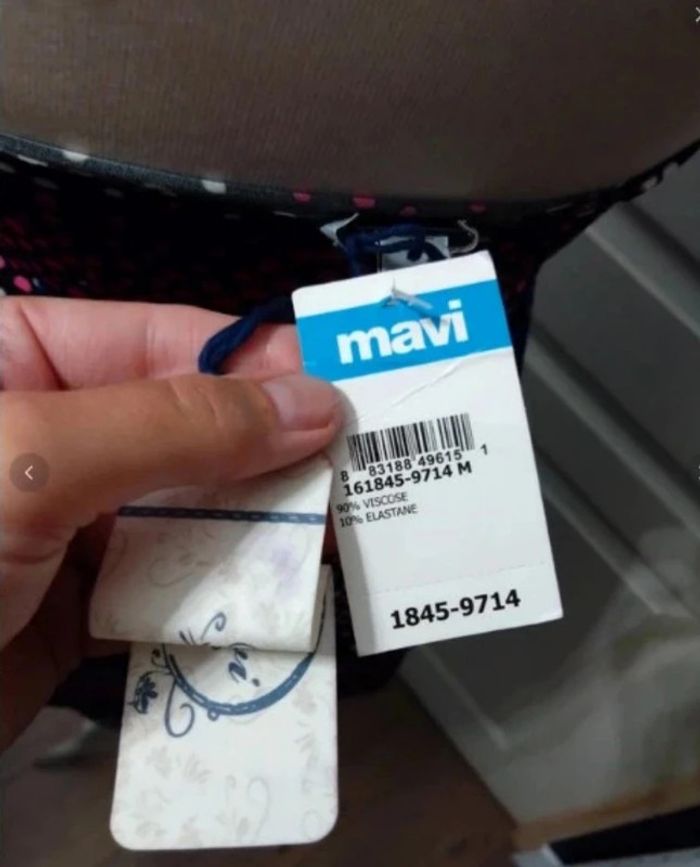 mavi
8 83188 49615 1
161845-9714 M
90% VISCOSE
10% ELASTANE
1845-9714